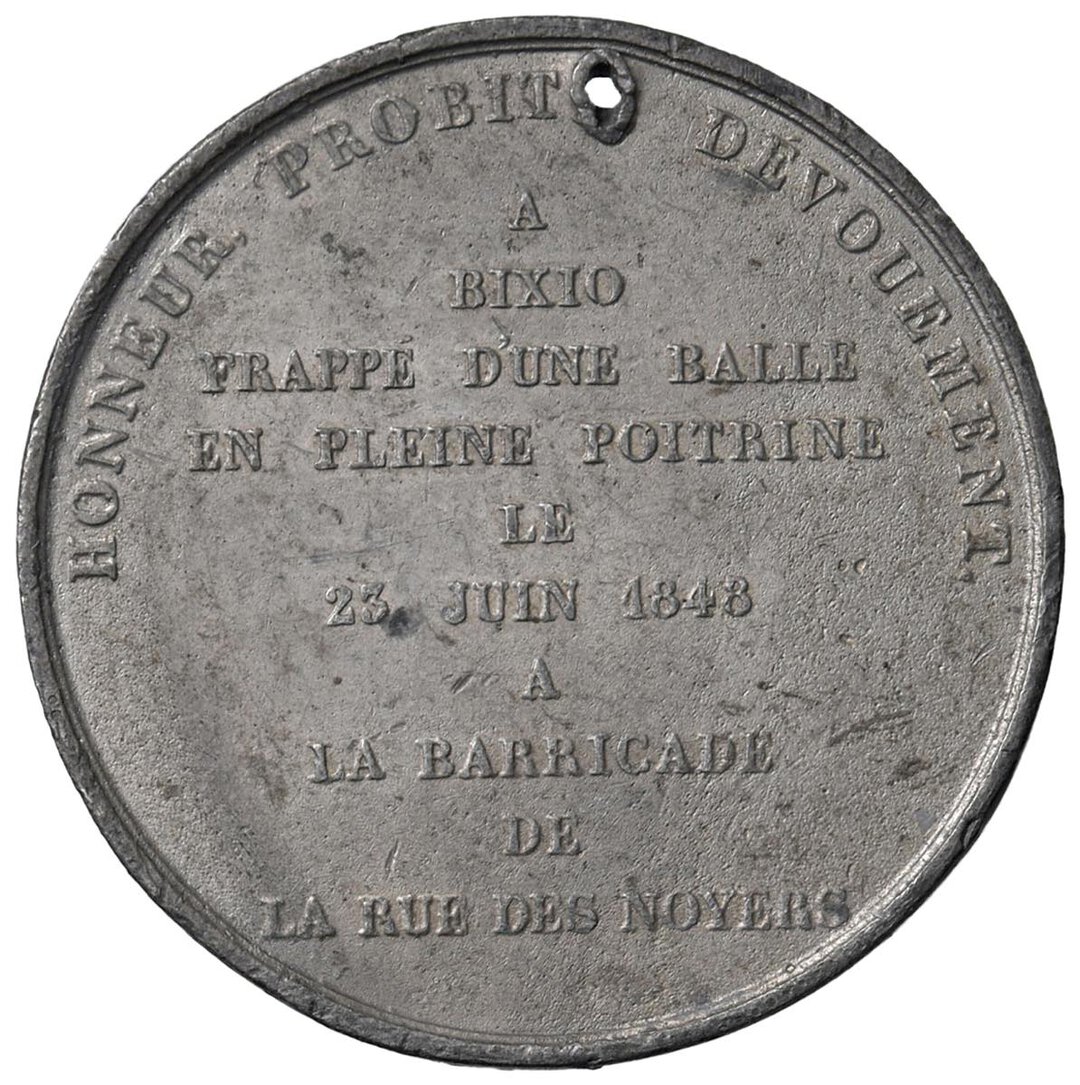 HONNEUR, PROBIT DÉVOUEMENT.
A
BIXIO
FRAPPÉ D'UNE BALLE
EN PLEINE POITRINE
LE
23 JUIN 1848
A
LA BARRICADE
DE
LA RUE DES NOYERS